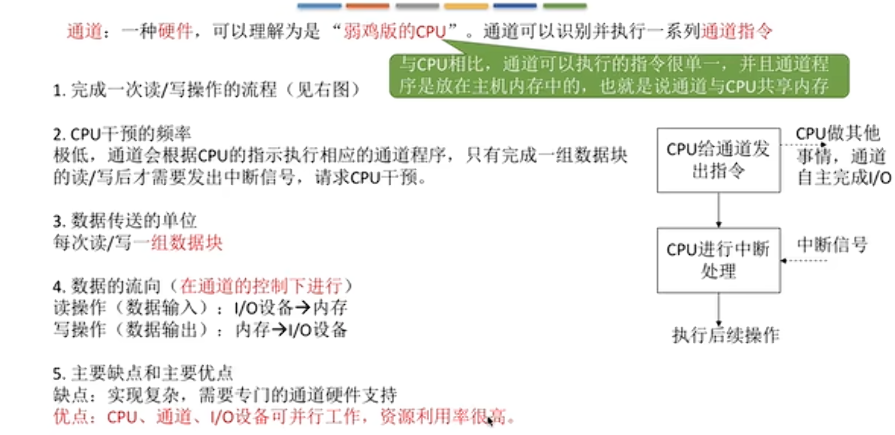 通道：一种硬件，可以理解为是“弱鸡版的CPU”。通道可以识别并执行一系列通道指令
与CPU相比，通道可以执行的指令很单一，并且通道程
序是放在主机内存中的，也就是说通道与CPU共享内存
1. 完成一次读/写操作的流程（见右图）
2. CPU干预的频率
极低，通道会根据CPU的指示执行相应的通道程序，只有完成一组数据块
的读/写后才需要发出中断信号，请求CPU干预。
3. 数据传送的单位
每次读/写一组数据块
4. 数据的流向（在通道的控制下进行）
读操作（数据输入）：I/O设备→内存
写操作（数据输出）：内存→I/O设备
5. 主要缺点和主要优点
缺点：实现复杂，需要专门的通道硬件支持
优点：CPU、通道、I/O设备可并行工作，资源利用率很高。
CPU给通道发
出指令
CPU做其他
事情，通道
自主完成I/O
CPU进行中断
处理
中断信号
执行后续操作